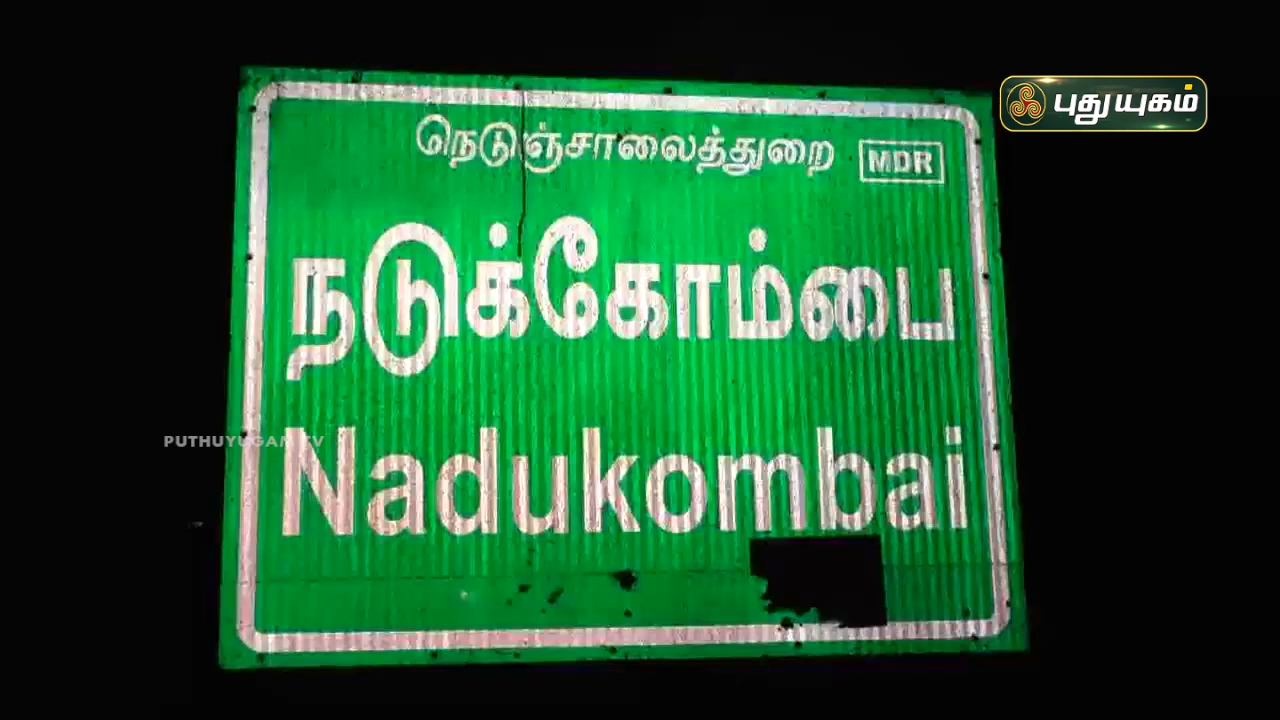 புதுயுகம்
நெடுஞ்சாலைத்துறை MDR
நடுக்கோம்பை
PUTHUYUGAM TV
Nadukombai